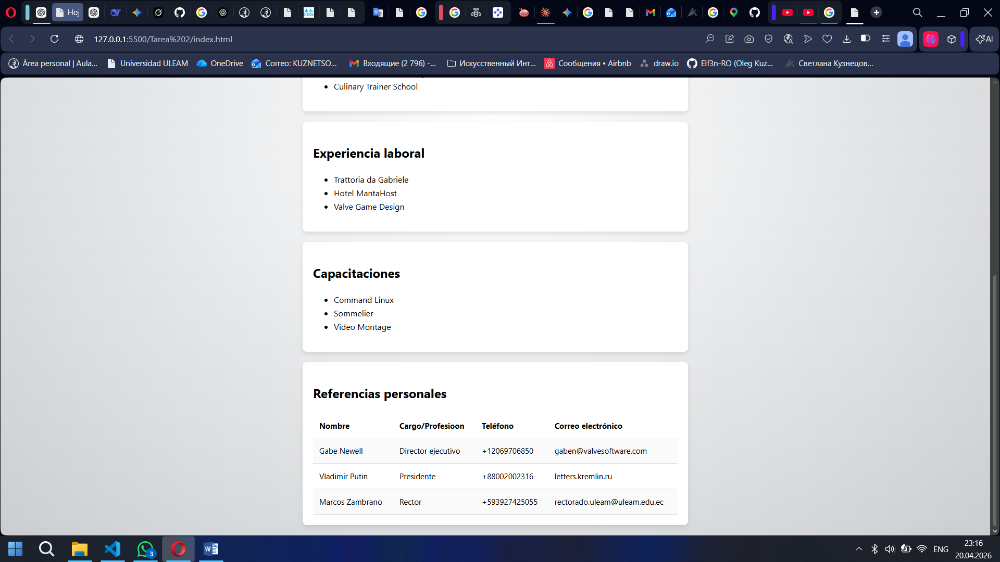 Hoj
127.0.0.1:5500/Tarea%202/index.html
AI
Área personal | Aula...
Universidad ULEAM
OneDrive
Correo: KUZNETSO...
Входящие (2 796) -...
Искусственный Инт...
Сообщения • Airbnb
draw.io
Elf3n-RO (Oleg Kuz...
Светлана Кузнецов...
Culinary Trainer School
Experiencia laboral
Trattoria da Gabriele
Hotel MantaHost
Valve Game Design
Capacitaciones
Command Linux
Sommelier
Video Montage
Referencias personales
Nombre Cargo/Profesioon Teléfono Correo electrónico
Gabe Newell Director ejecutivo +12069706850 gaben@valvesoftware.com
Vladimir Putin Presidente +88002002316 letters.kremlin.ru
Marcos Zambrano Rector +593927425055 rectorado.uleam@uleam.edu.ec
3
ENG
23:16
20.04.2026